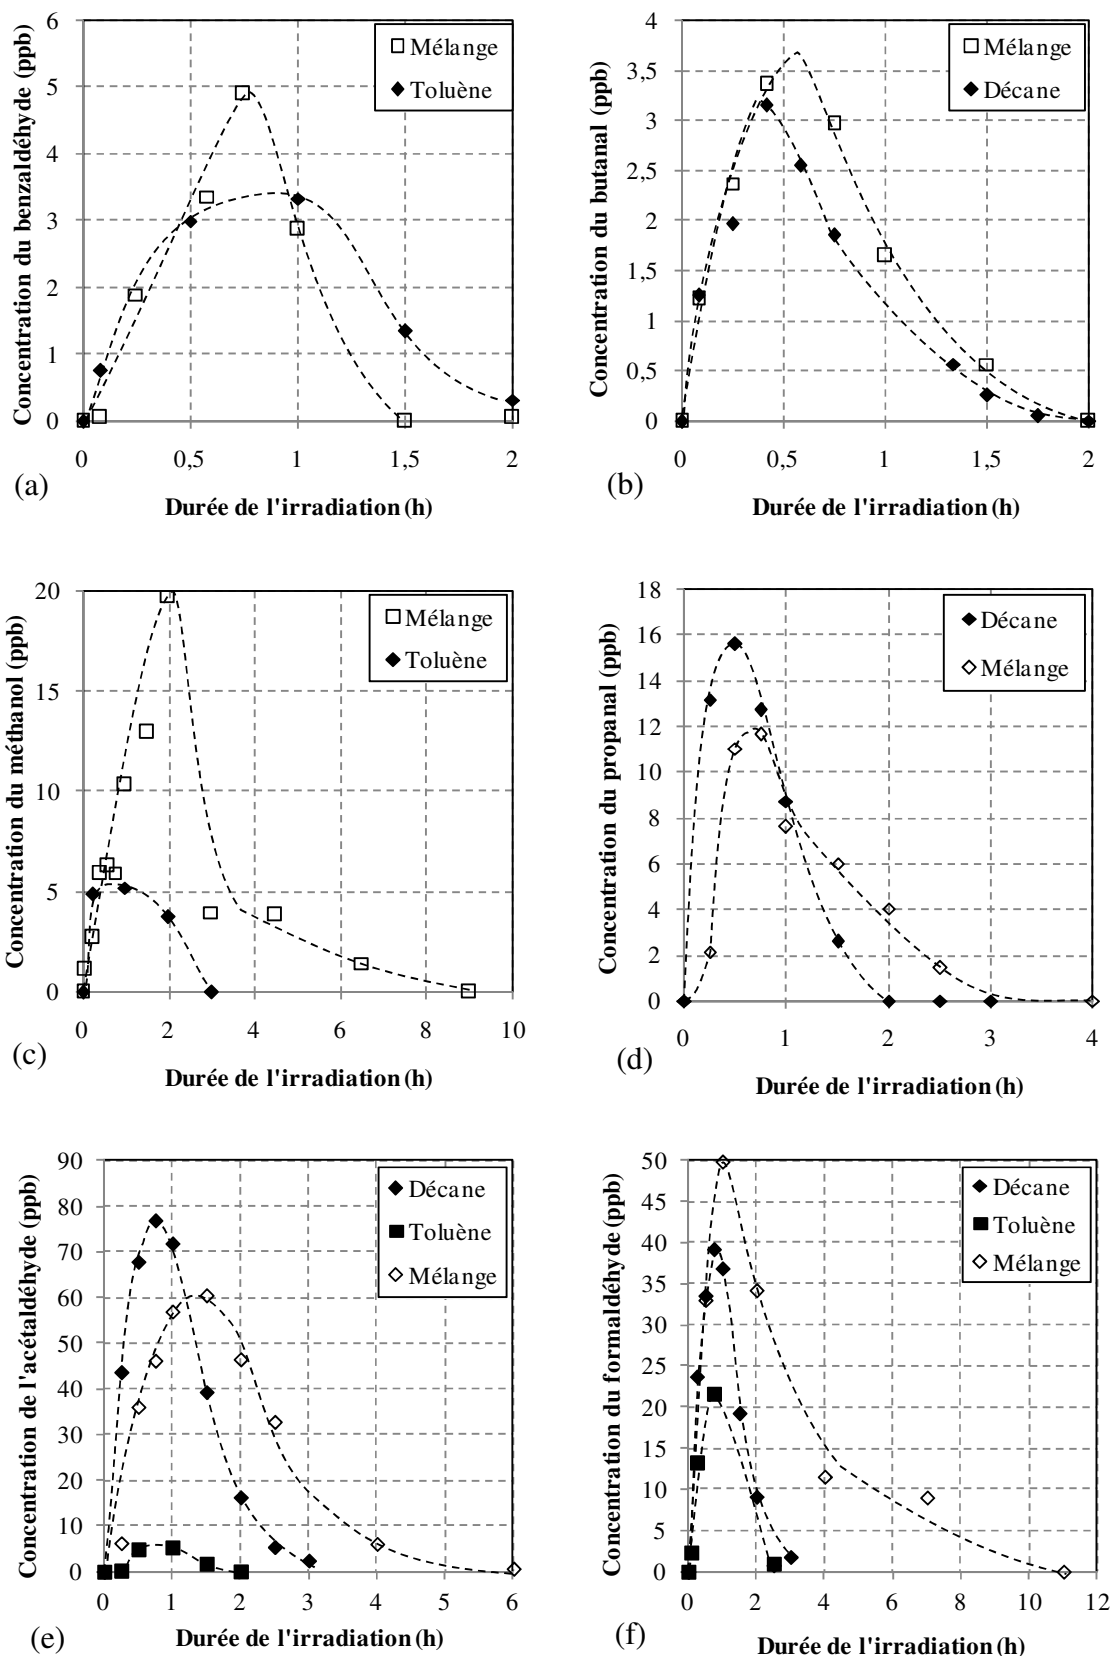 Concentration du benzaldéhyde (ppb)
6
5
4
3
2
1
0
Mélange
Toluène
0 0,5 1 1,5 2
(a)
Durée de l'irradiation (h)
Concentration du butanal (ppb)
4
3,5
3
2,5
2
1,5
1
0,5
0
Mélange
Décane
0 0,5 1 1,5 2
(b)
Durée de l'irradiation (h)
Concentration du méthanol (ppb)
20
15
10
5
0
Mélange
Toluène
0 2 4 6 8 10
(c)
Durée de l'irradiation (h)
Concentration du propanal (ppb)
18
16
14
12
10
8
6
4
2
0
Décane
Mélange
0 1 2 3 4
(d)
Durée de l'irradiation (h)
Concentration de l'acétaldéhyde (ppb)
90
80
70
60
50
40
30
20
10
0
Décane
Toluène
Mélange
0 1 2 3 4 5 6
(e)
Durée de l'irradiation (h)
Concentration du formaldéhyde (ppb)
50
45
40
35
30
25
20
15
10
5
0
Décane
Toluène
Mélange
0 2 4 6 8 10 12
(f)
Durée de l'irradiation (h)